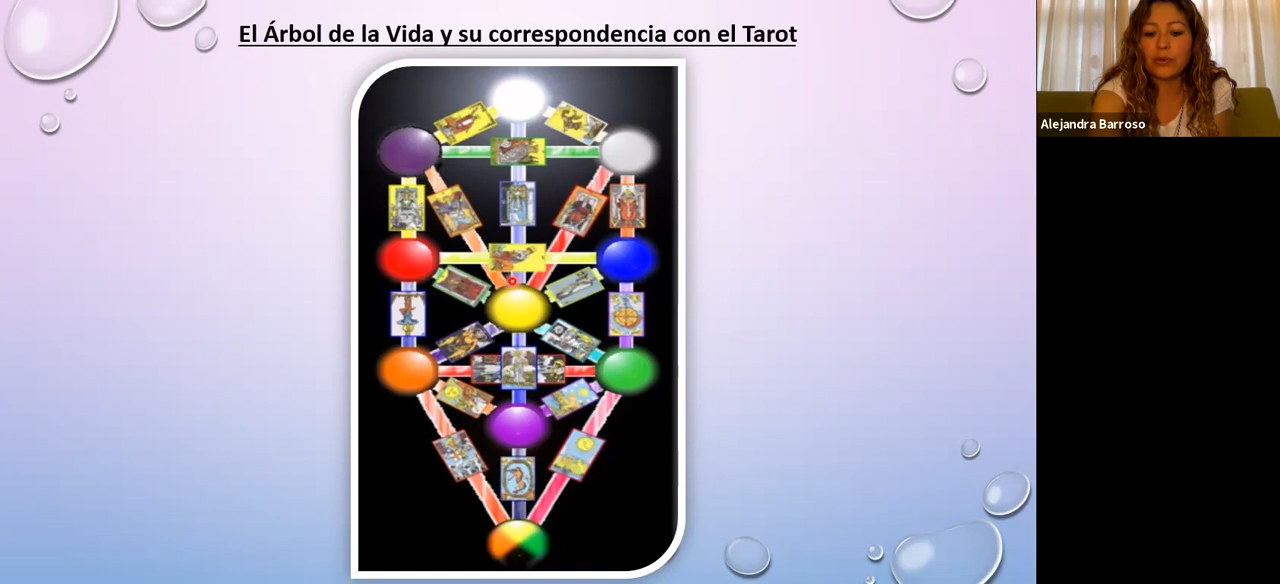 El Árbol de la Vida y su correspondencia con el Tarot
Alejandra Barroso